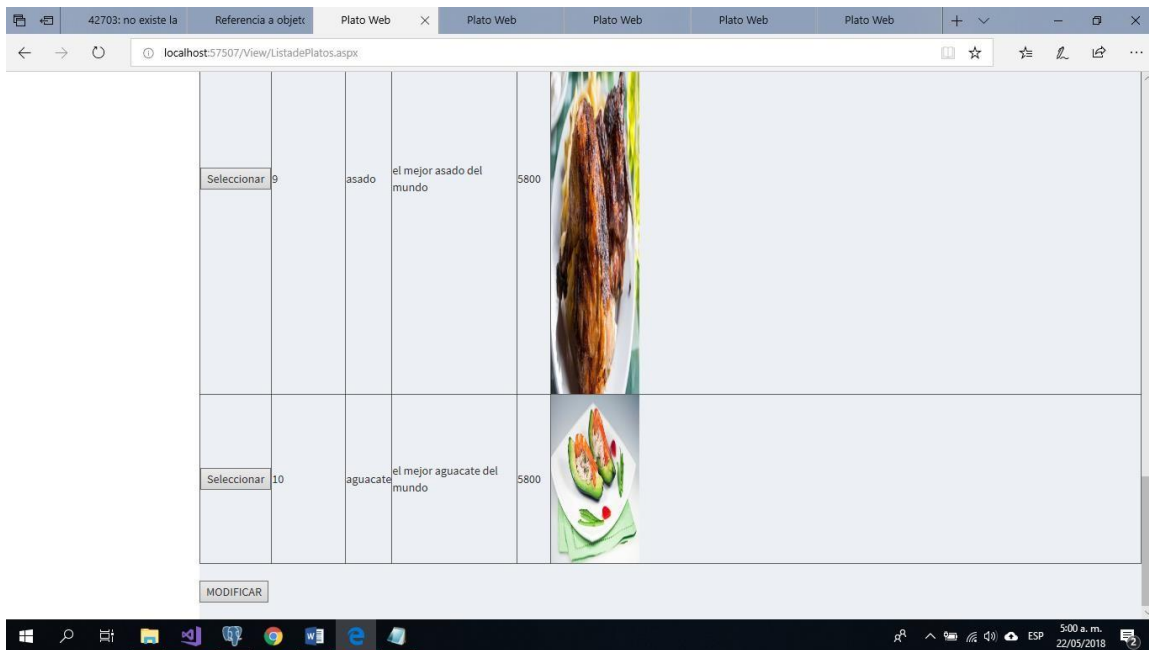 42703: no existe la
Referencia a objeto
Plato Web
Plato Web
Plato Web
Plato Web
Plato Web
localhost:57507/View/ListadePlatos.aspx
Seleccionar 9 asado el mejor asado del
mundo 5800
Seleccionar 10 aguacate el mejor aguacate del
mundo 5800
MODIFICAR
ESP
5:00 a. m.
22/05/2018
2